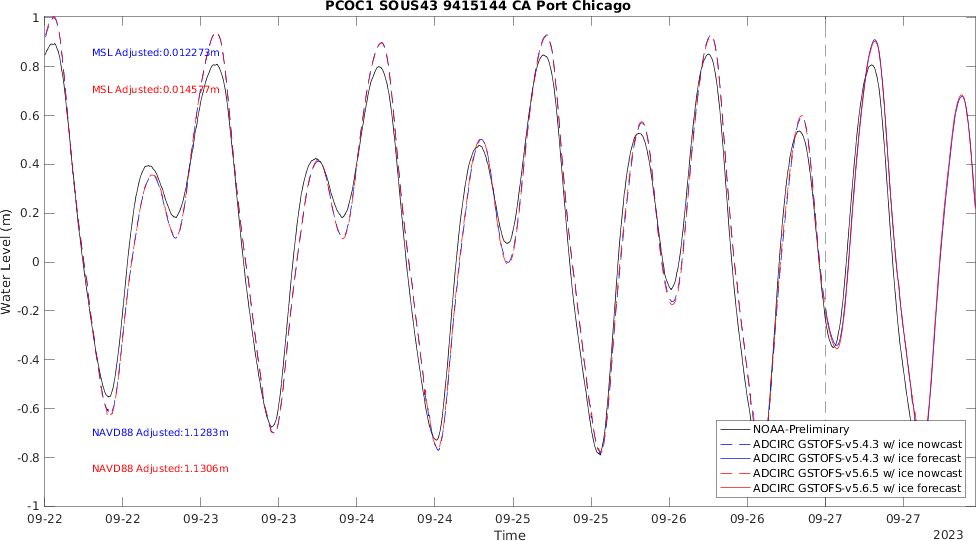 PCOC1 SOUS43 9415144 CA Port Chicago
1
0.8
0.6
0.4
0.2
0
-0.2
-0.4
-0.6
-0.8
-1
Water Level (m)
MSL Adjusted:0.012273m
MSL Adjusted:0.014577m
NAVD88 Adjusted:1.1283m
NAVD88 Adjusted:1.1306m
NOAA-Preliminary
ADCIRC GSTOFS-v5.4.3 w/ ice nowcast
ADCIRC GSTOFS-v5.4.3 w/ ice forecast
ADCIRC GSTOFS-v5.6.5 w/ ice nowcast
ADCIRC GSTOFS-v5.6.5 w/ ice forecast
09-22 09-22 09-23 09-23 09-24 09-24 09-25 09-25 09-26 09-26 09-27 09-27
Time
2023